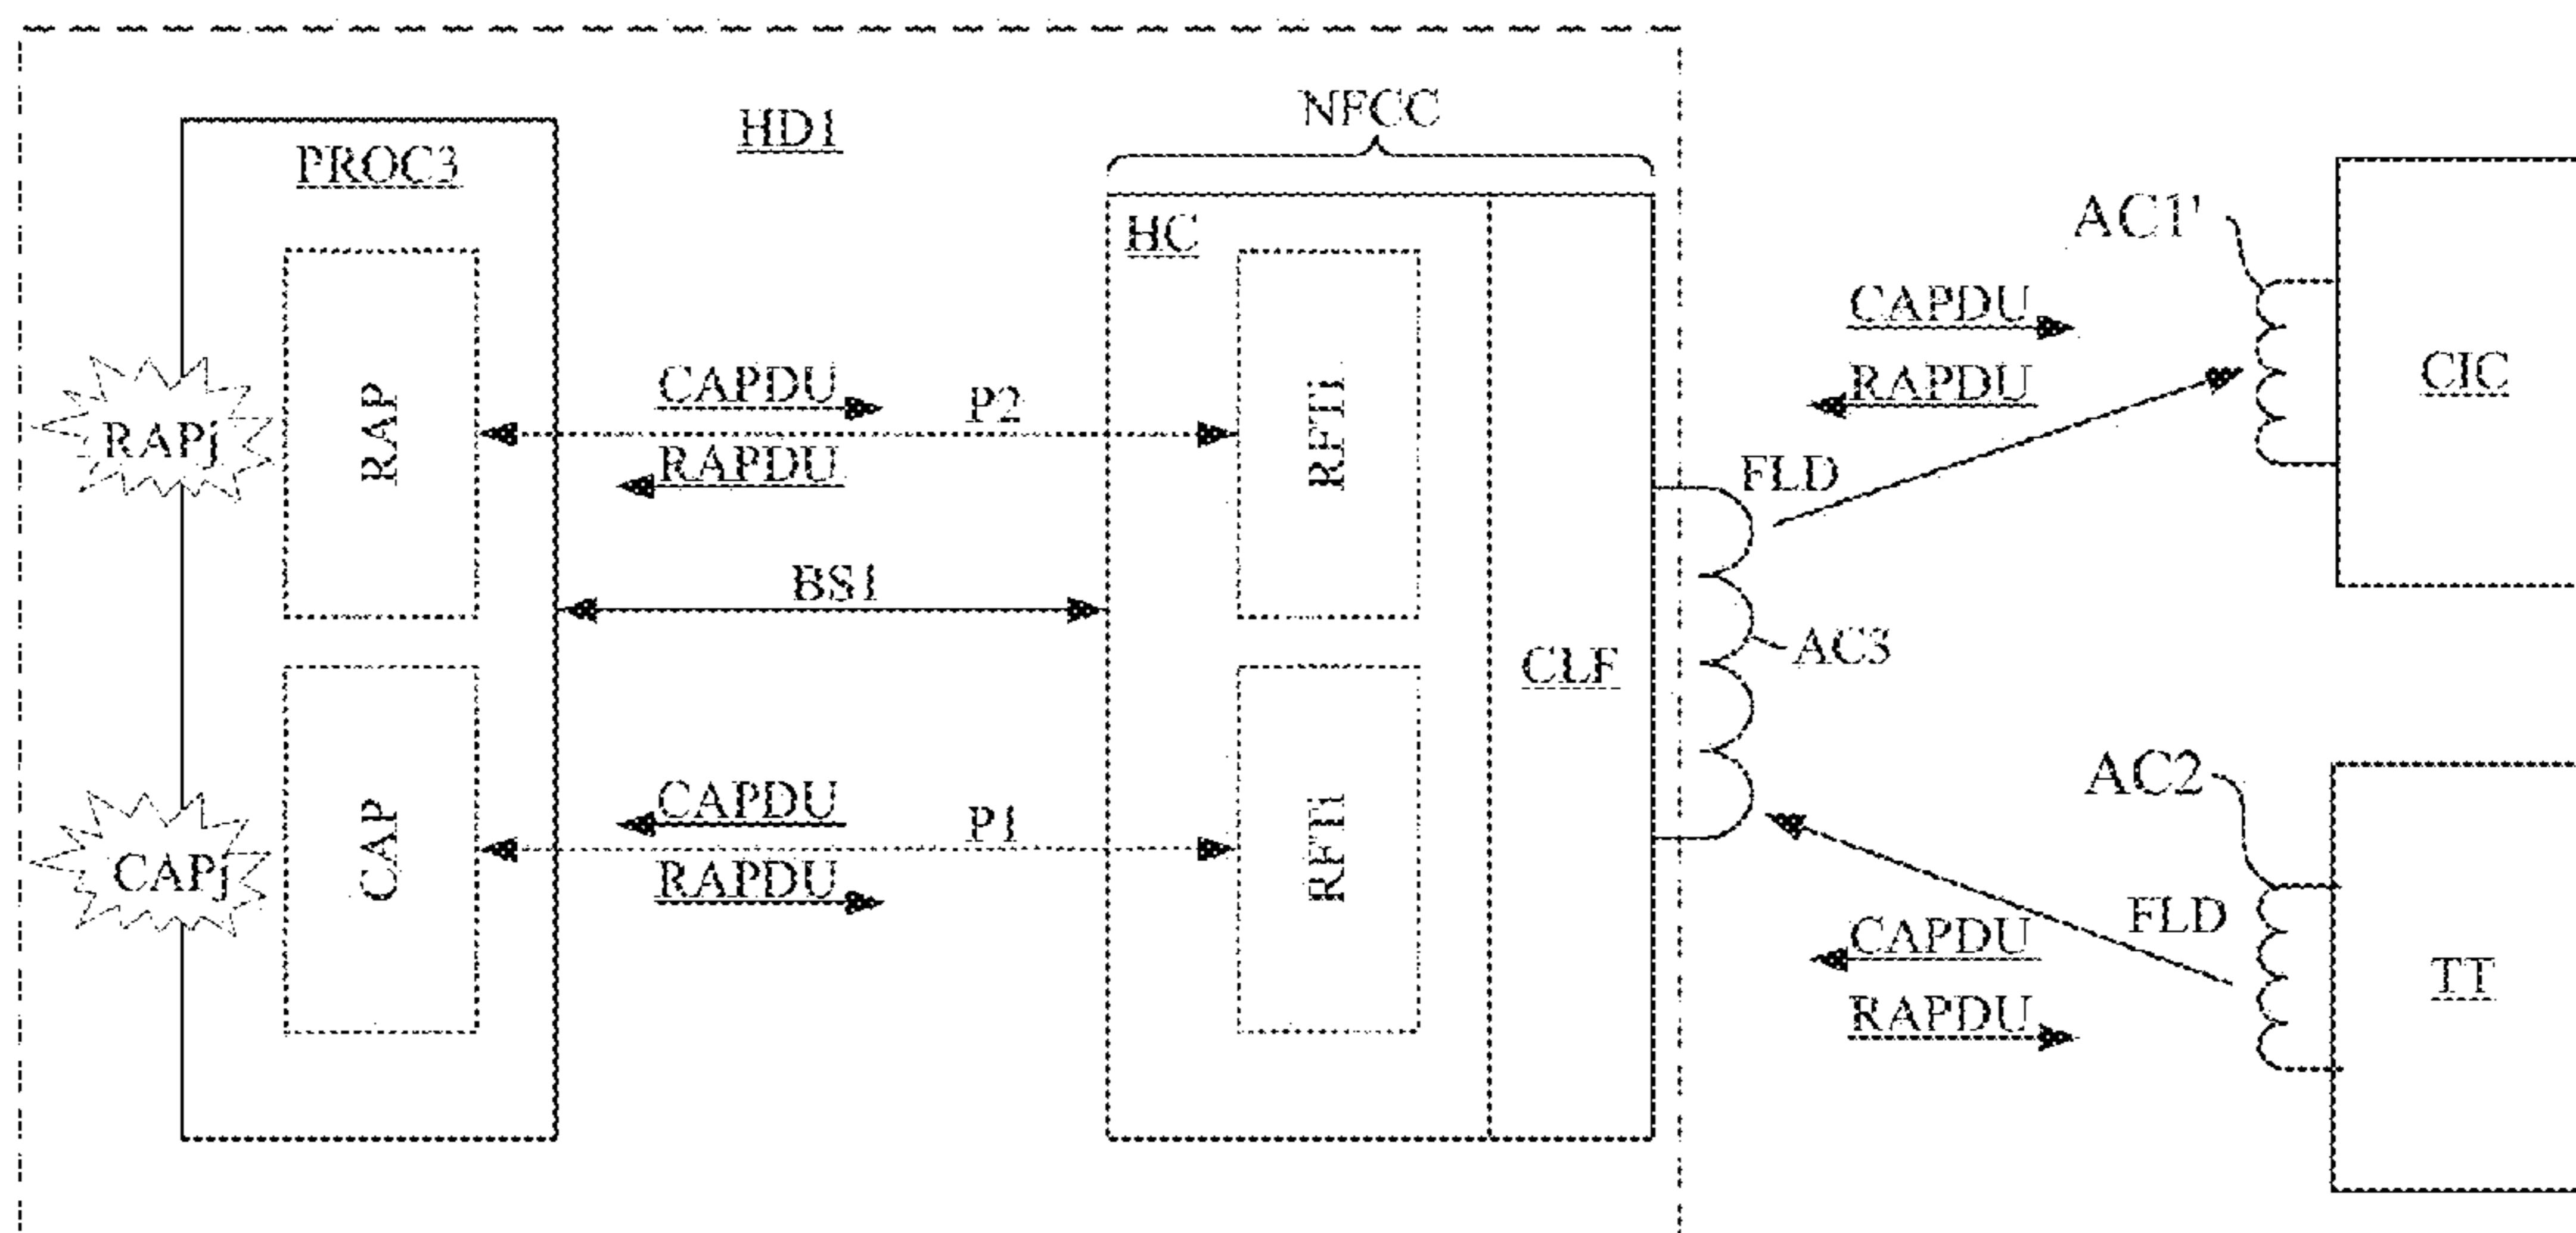 HD1
NFCC
PROC3
HC
AC1'
CAPDU
RAPDU
CIC
RAPj
RAP
CAPDU
P2
RAPDU
RFTi
FLD
BS1
AC3
CLF
CAPj
CAP
CAPDU
P1
RAPDU
RFTi
AC2
FLD
CAPDU
RAPDU
TT